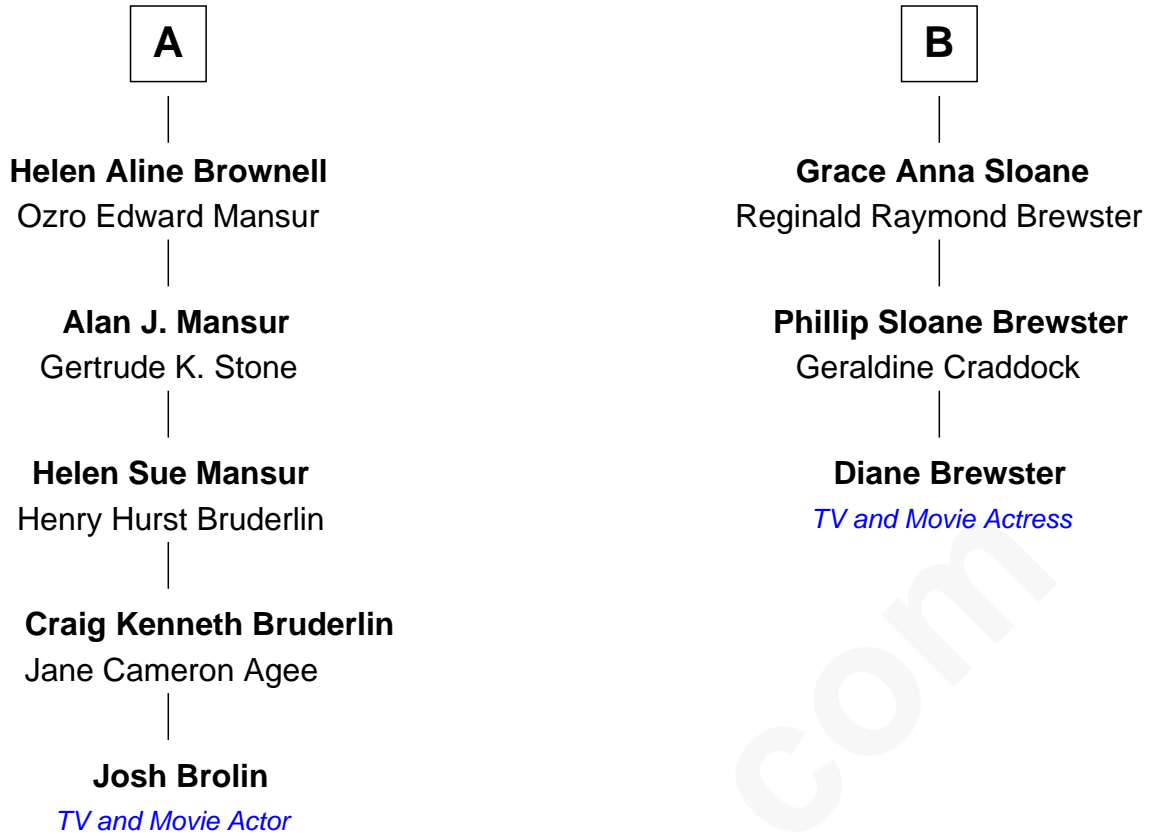 A
Helen Aline Brownell
Ozro Edward Mansur
Alan J. Mansur
Gertrude K. Stone
Helen Sue Mansur
Henry Hurst Bruderlin
Craig Kenneth Bruderlin
Jane Cameron Agee
Josh Brolin
TV and Movie Actor
B
Grace Anna Sloane
Reginald Raymond Brewster
Phillip Sloane Brewster
Geraldine Craddock
Diane Brewster
TV and Movie Actress
com